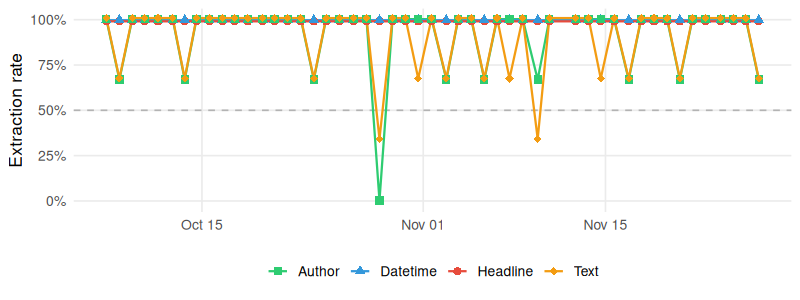 Extraction rate
100%
75%
50%
25%
0%
Oct 15
Nov 01
Nov 15
Author
Datetime
Headline
Text